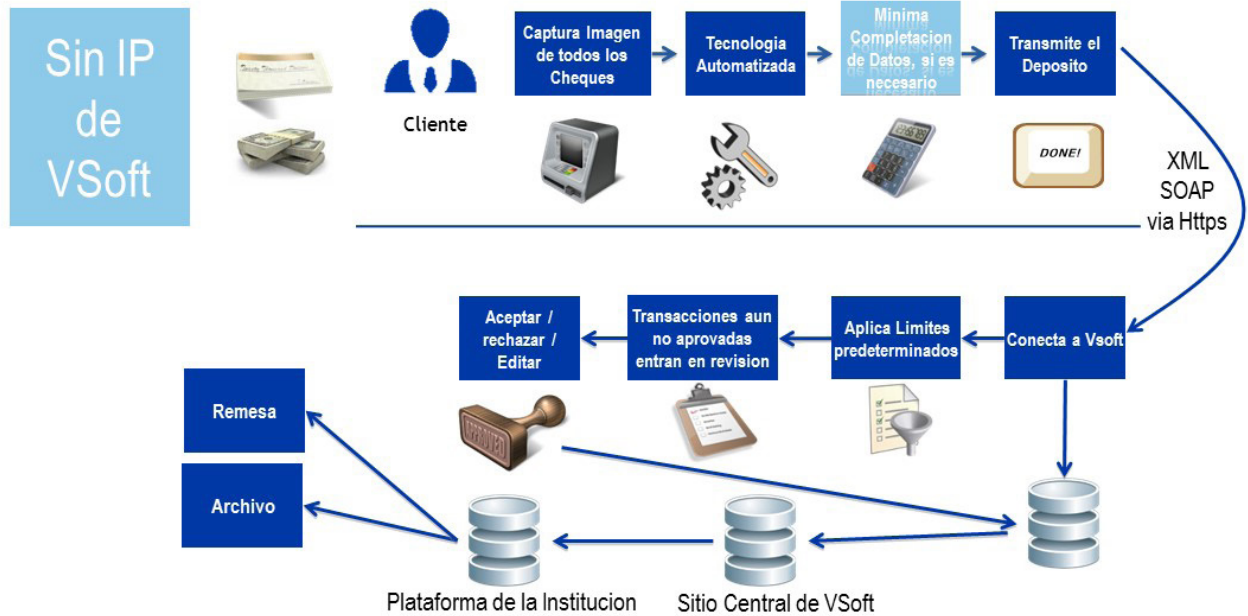 Sin IP
de
VSoft
Cliente
Captura Imagen
de todos los
Cheques
Tecnologia
Automatizada
Minima
Completacion
de Datos, si es
necesario
Transmite el
Deposito
DONE!
XML
SOAP
via Https
Aceptar /
rechazar /
Editar
Transacciones aun
no aprovadas
entran en revision
Aplica Limites
predeterminados
Conecta a Vsoft
APPROVED
Remesa
Archivo
Plataforma de la Institucion
Sitio Central de VSoft